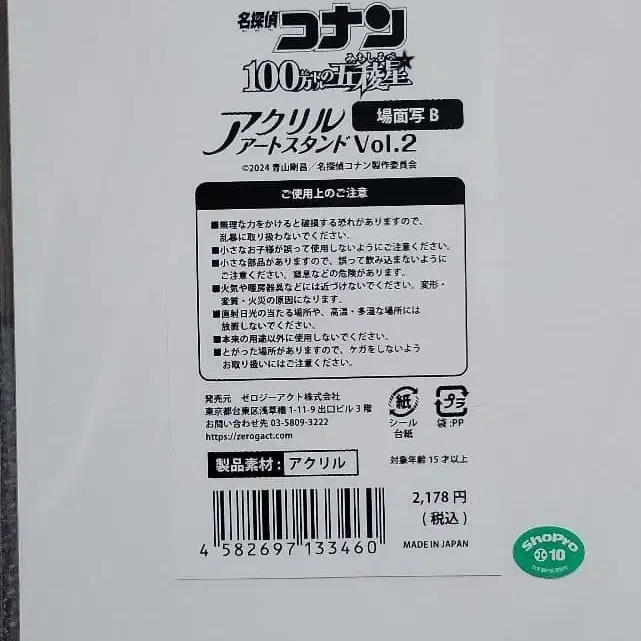 名探偵
コナン
みちしるべ
100万ドルの五稜星
アクリル
アートスタンド Vol.2
場面写 B
©2024 青山剛昌／名探偵コナン製作委員会
ご使用上のご注意
■無理な力をかけると破損する恐れがありますので、
乱暴に取り扱わないでください。
■小さなお子様が誤って使用しないようにご注意ください。
■小さな部品がありますので、誤って飲み込まないように
ご注意ください。窒息などの危険があります。
■火気や暖房器具などには近づけないでください。変形・
変質・火災の原因になります。
■直射日光の当たる場所や、高温・多湿な場所には
放置しないでください。
■本来の用途以外に使用しないでください。
■とがった場所がありますので、ケガをしないよう
お取り扱いにはご注意ください。
発売元 ゼロジーアクト株式会社
東京都台東区浅草橋 1-11-9 出口ビル 3 階
お問い合わせ先 03-5809-3222
https://zerogact.com
紙
シール
台紙
プラ
袋:PP
製品素材：アクリル
対象年齢 15 才以上
4 582697 133460
2,178 円
(税込)
MADE IN JAPAN
ShoPro
小 10